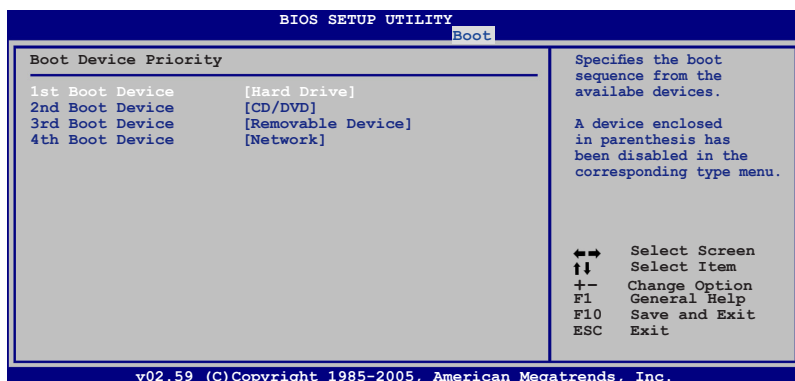 BIOS SETUP UTILITY
Boot
Boot Device Priority
1st Boot Device [Hard Drive]
2nd Boot Device [CD/DVD]
3rd Boot Device [Removable Device]
4th Boot Device [Network]
Specifies the boot
sequence from the
availabe devices.
A device enclosed
in parenthesis has
been disabled in the
corresponding type menu.
←→ Select Screen
↑↓ Select Item
+- Change Option
F1 General Help
F10 Save and Exit
ESC Exit
v02.59 (C)Copyright 1985-2005, American Megatrends, Inc.